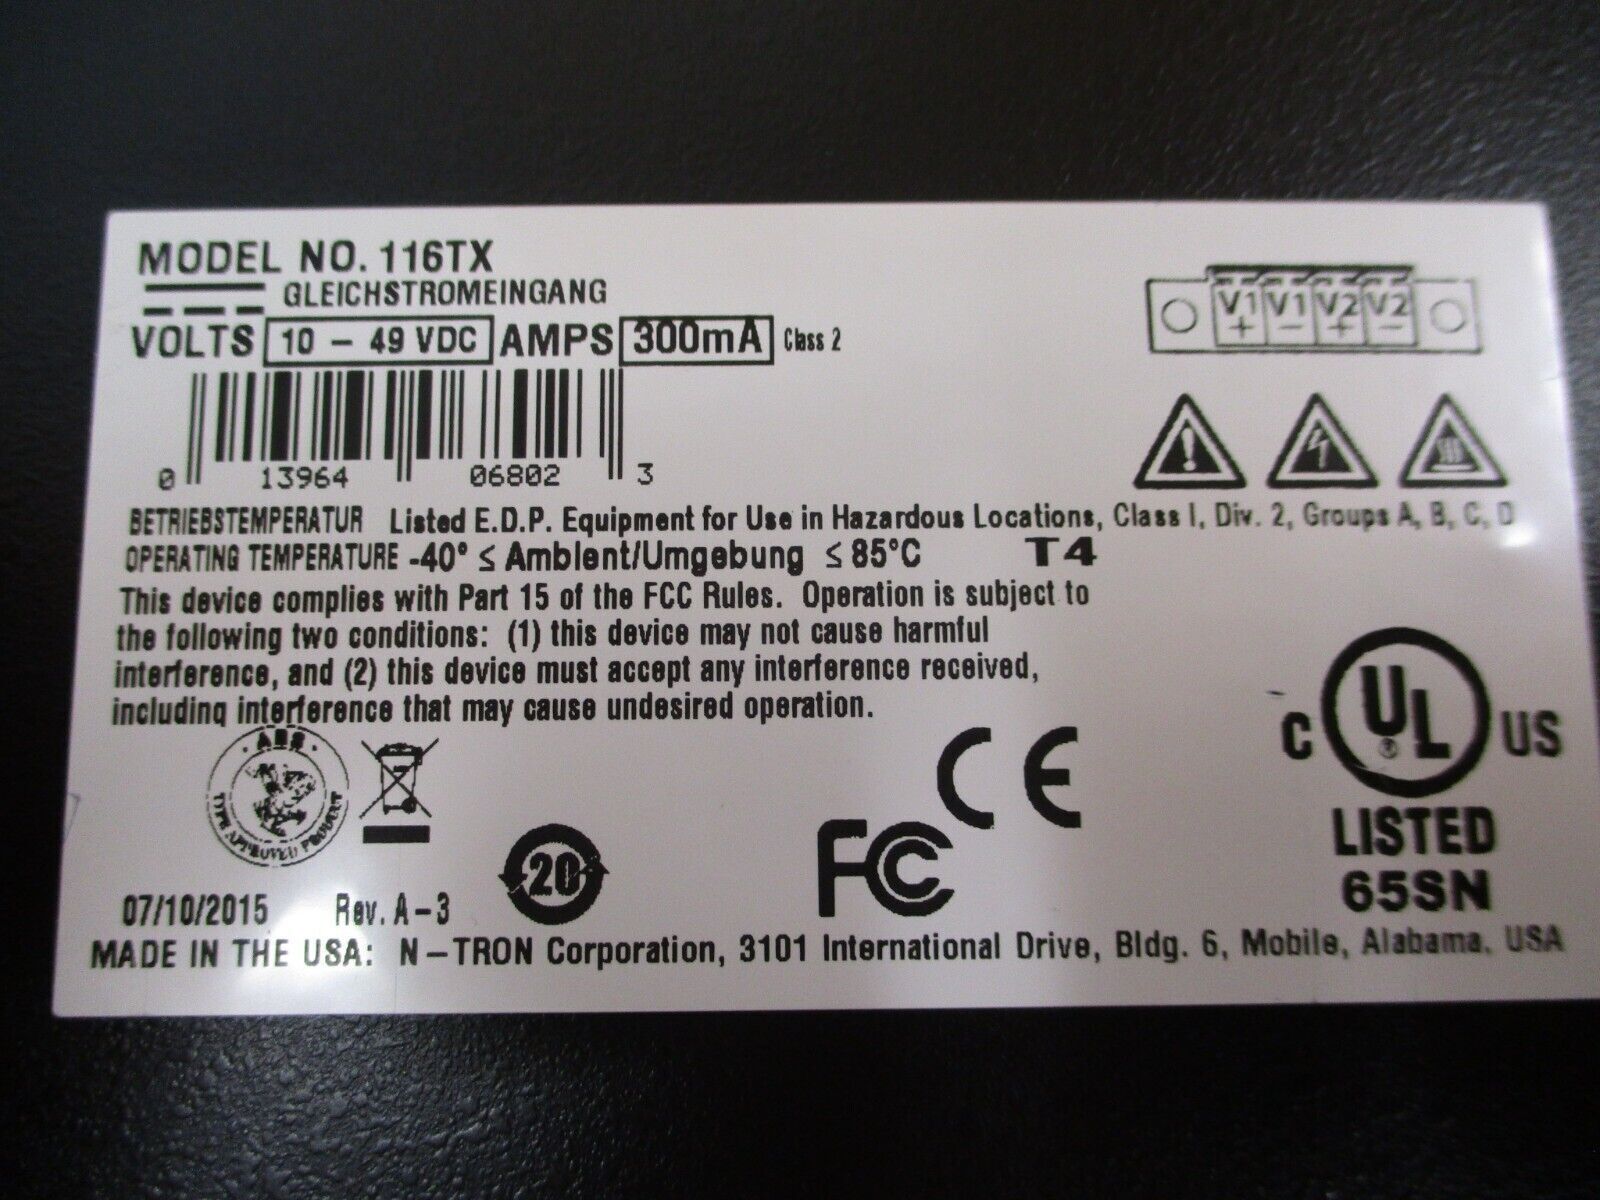 MODEL NO. 116TX
GLEICHSTROMEINGANG
VOLTS 10 - 49 VDC AMPS 300mA Class 2
V1 V1 V2 V2
+ - + -
0 13964 06802 3
BETRIEBSTEMPERATUR Listed E.D.P. Equipment for Use in Hazardous Locations, Class I, Div. 2, Groups A, B, C, D
OPERATING TEMPERATURE -40° ≤ Ambient/Umgebung ≤ 85°C T4
This device complies with Part 15 of the FCC Rules. Operation is subject to
the following two conditions: (1) this device may not cause harmful
interference, and (2) this device must accept any interference received,
including interference that may cause undesired operation.
C UL ® US
LISTED
65SN
ABS
TYPE APPROVED PRODUCT
CE
FC
20
07/10/2015 Rev. A-3
MADE IN THE USA: N-TRON Corporation, 3101 International Drive, Bldg. 6, Mobile, Alabama, USA